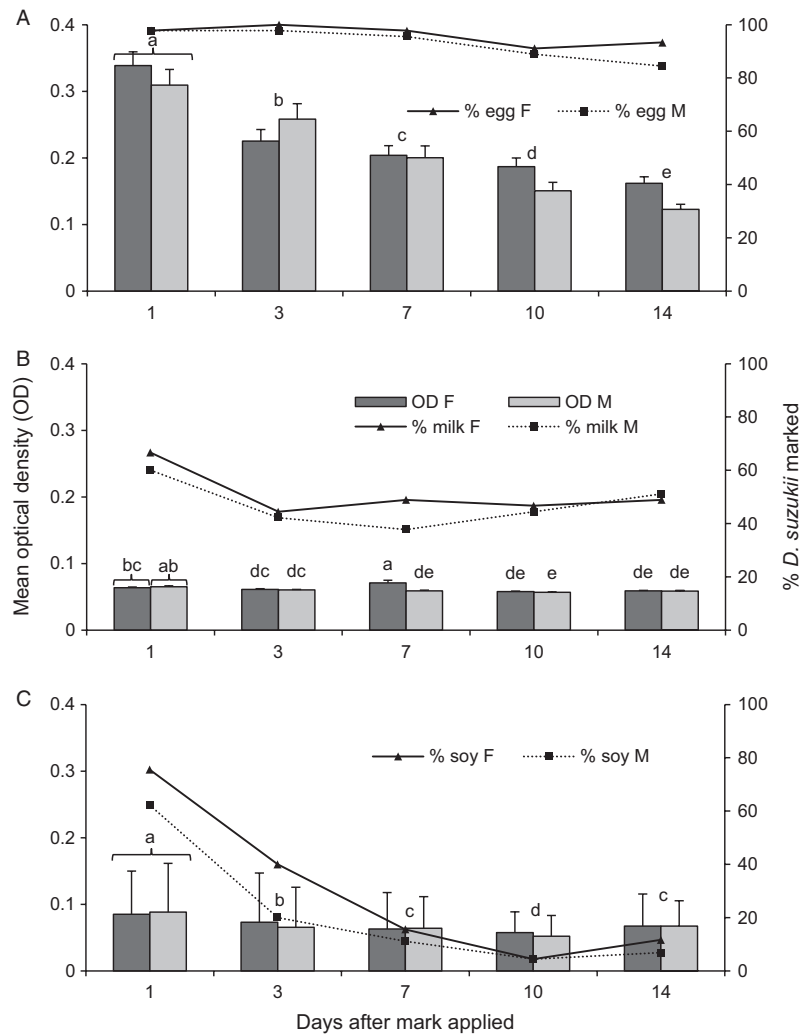 A
0.4 100
a
80
0.3
b
% egg F % egg M
60
c
0.2
d
40
e
0.1
20
0 0
1 3 7 10 14
B
0.4 100
OD F OD M
80
0.3
% milk F % milk M
60
0.2
40
0.1
bc ab dc dc a de de e de de
20
0 0
1 3 7 10 14
Mean optical density (OD)
% D. suzukii marked
C
0.4 100
% soy F % soy M
80
0.3
60
0.2
40
a
0.1
b
20
c d c
0 0
1 3 7 10 14
Days after mark applied